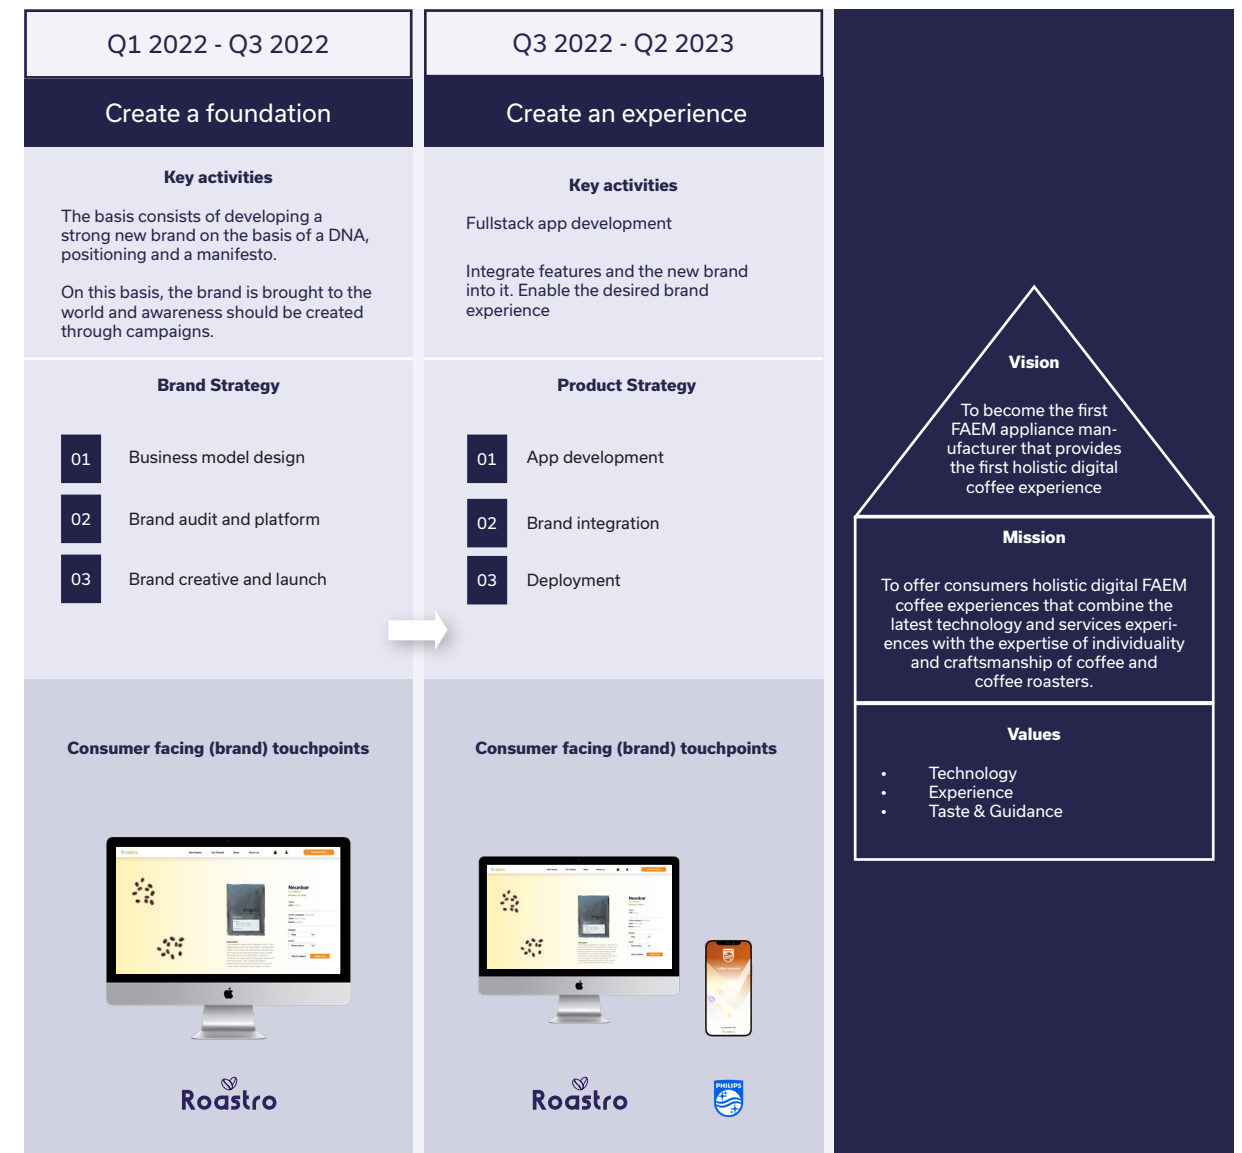 Q1 2022 - Q3 2022
Create a foundation
Key activities
The basis consists of developing a
strong new brand on the basis of a DNA,
positioning and a manifesto.
On this basis, the brand is brought to the
world and awareness should be created
through campaigns.
Brand Strategy
01 Business model design
02 Brand audit and platform
03 Brand creative and launch
Consumer facing (brand) touchpoints
Neunbar
Roastro
Q3 2022 - Q2 2023
Create an experience
Key activities
Fullstack app development
Integrate features and the new brand
into it. Enable the desired brand
experience
Product Strategy
01 App development
02 Brand integration
03 Deployment
Consumer facing (brand) touchpoints
Neunbar
Roastro
PHILIPS
Vision
To become the first
FAEM appliance man-
ufacturer that provides
the first holistic digital
coffee experience
Mission
To offer consumers holistic digital FAEM
coffee experiences that combine the
latest technology and services experi-
ences with the expertise of individuality
and craftsmanship of coffee and
coffee roasters.
Values
• Technology
• Experience
• Taste & Guidance